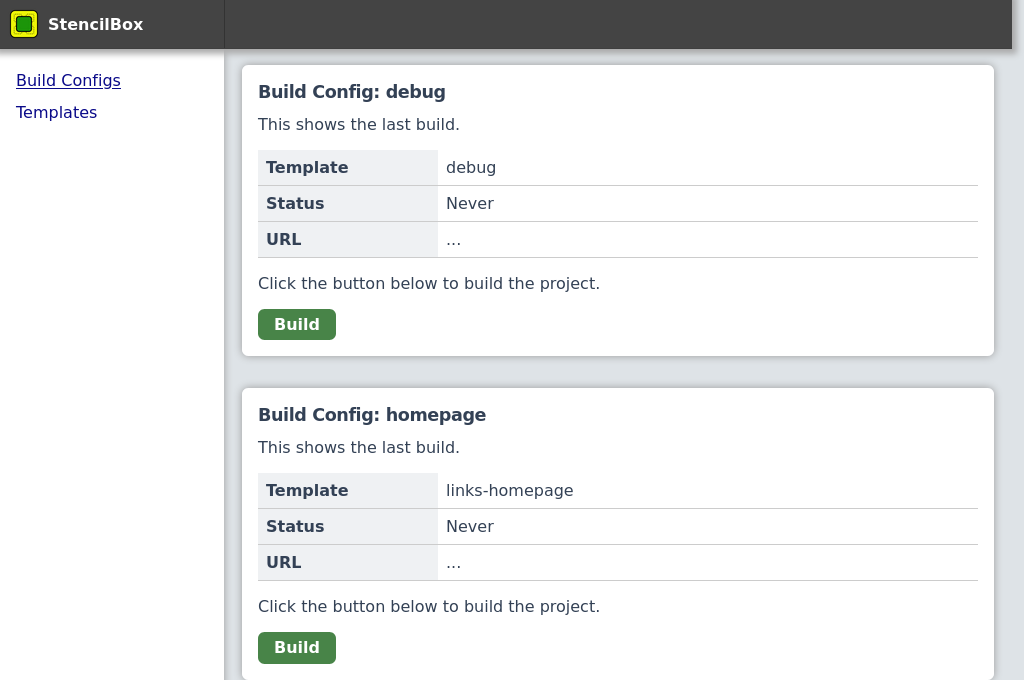 StencilBox
Build Configs
Templates
Build Config: debug
This shows the last build.
Template debug
Status Never
URL ...
Click the button below to build the project.
Build
Build Config: homepage
This shows the last build.
Template links-homepage
Status Never
URL ...
Click the button below to build the project.
Build